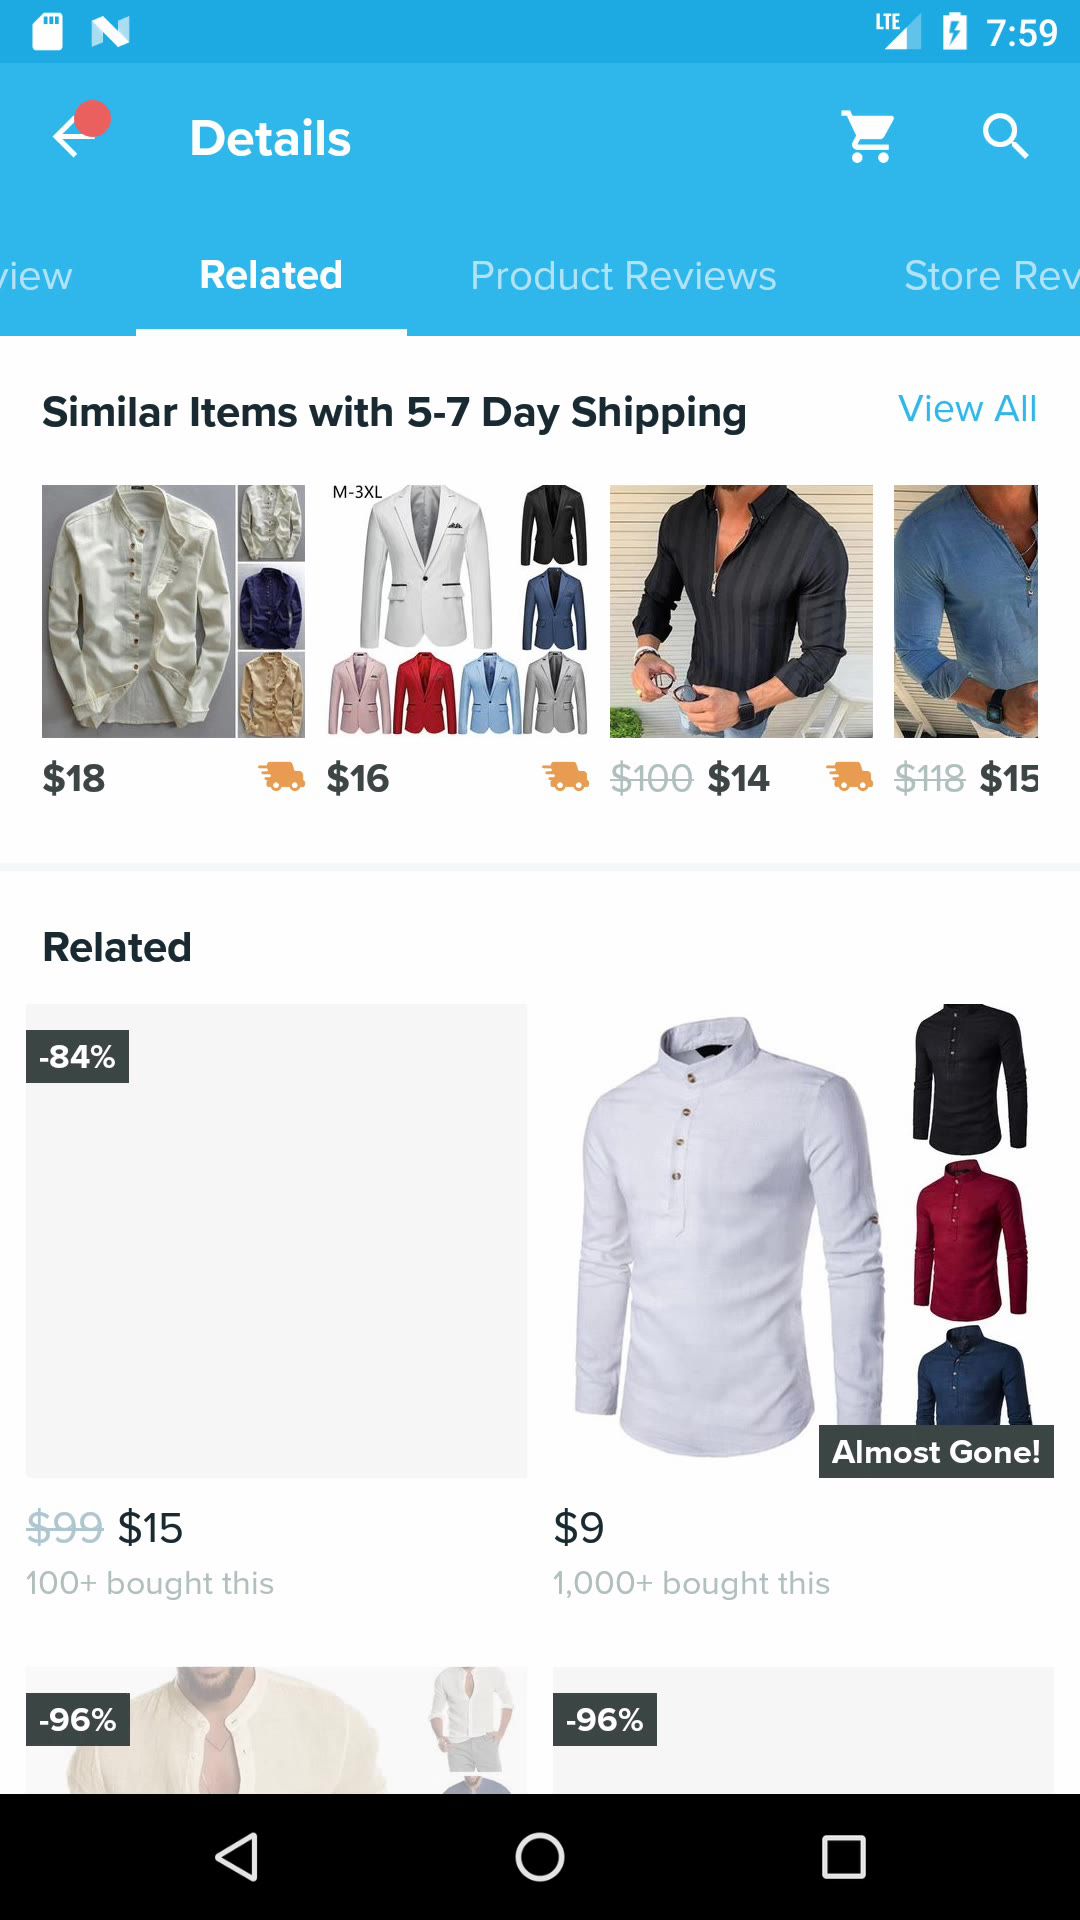 LTE 7:59
Details
view Related Product Reviews Store Rev
Similar Items with 5-7 Day Shipping View All
M-3XL
$18 $16 $100 $14 $118 $15
Related
-84%
Almost Gone!
$99 $15 $9
100+ bought this 1,000+ bought this
-96% -96%